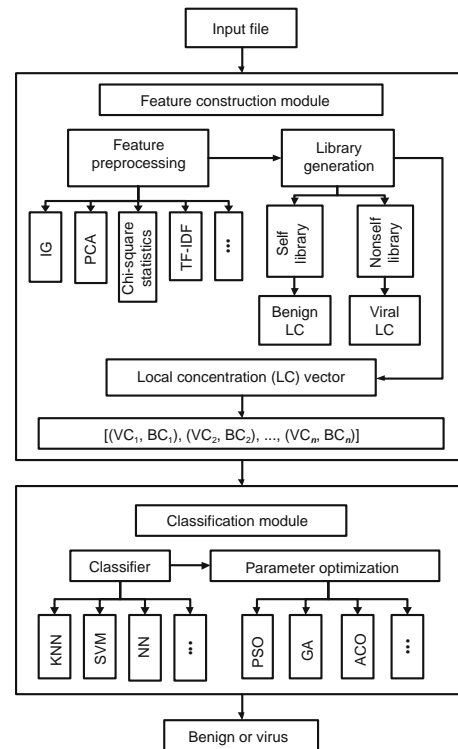 Input file
Feature construction module
Feature
preprocessing
Library
generation
IG
PCA
Chi-square
statistics
TF-IDF
...
Self
library
Nonself
library
Benign
LC
Viral
LC
Local concentration (LC) vector
[(VC₁, BC₁), (VC₂, BC₂), ..., (VCₙ, BCₙ)]
Classification module
Classifier
Parameter optimization
KNN
SVM
NN
...
PSO
GA
ACO
...
Benign or virus